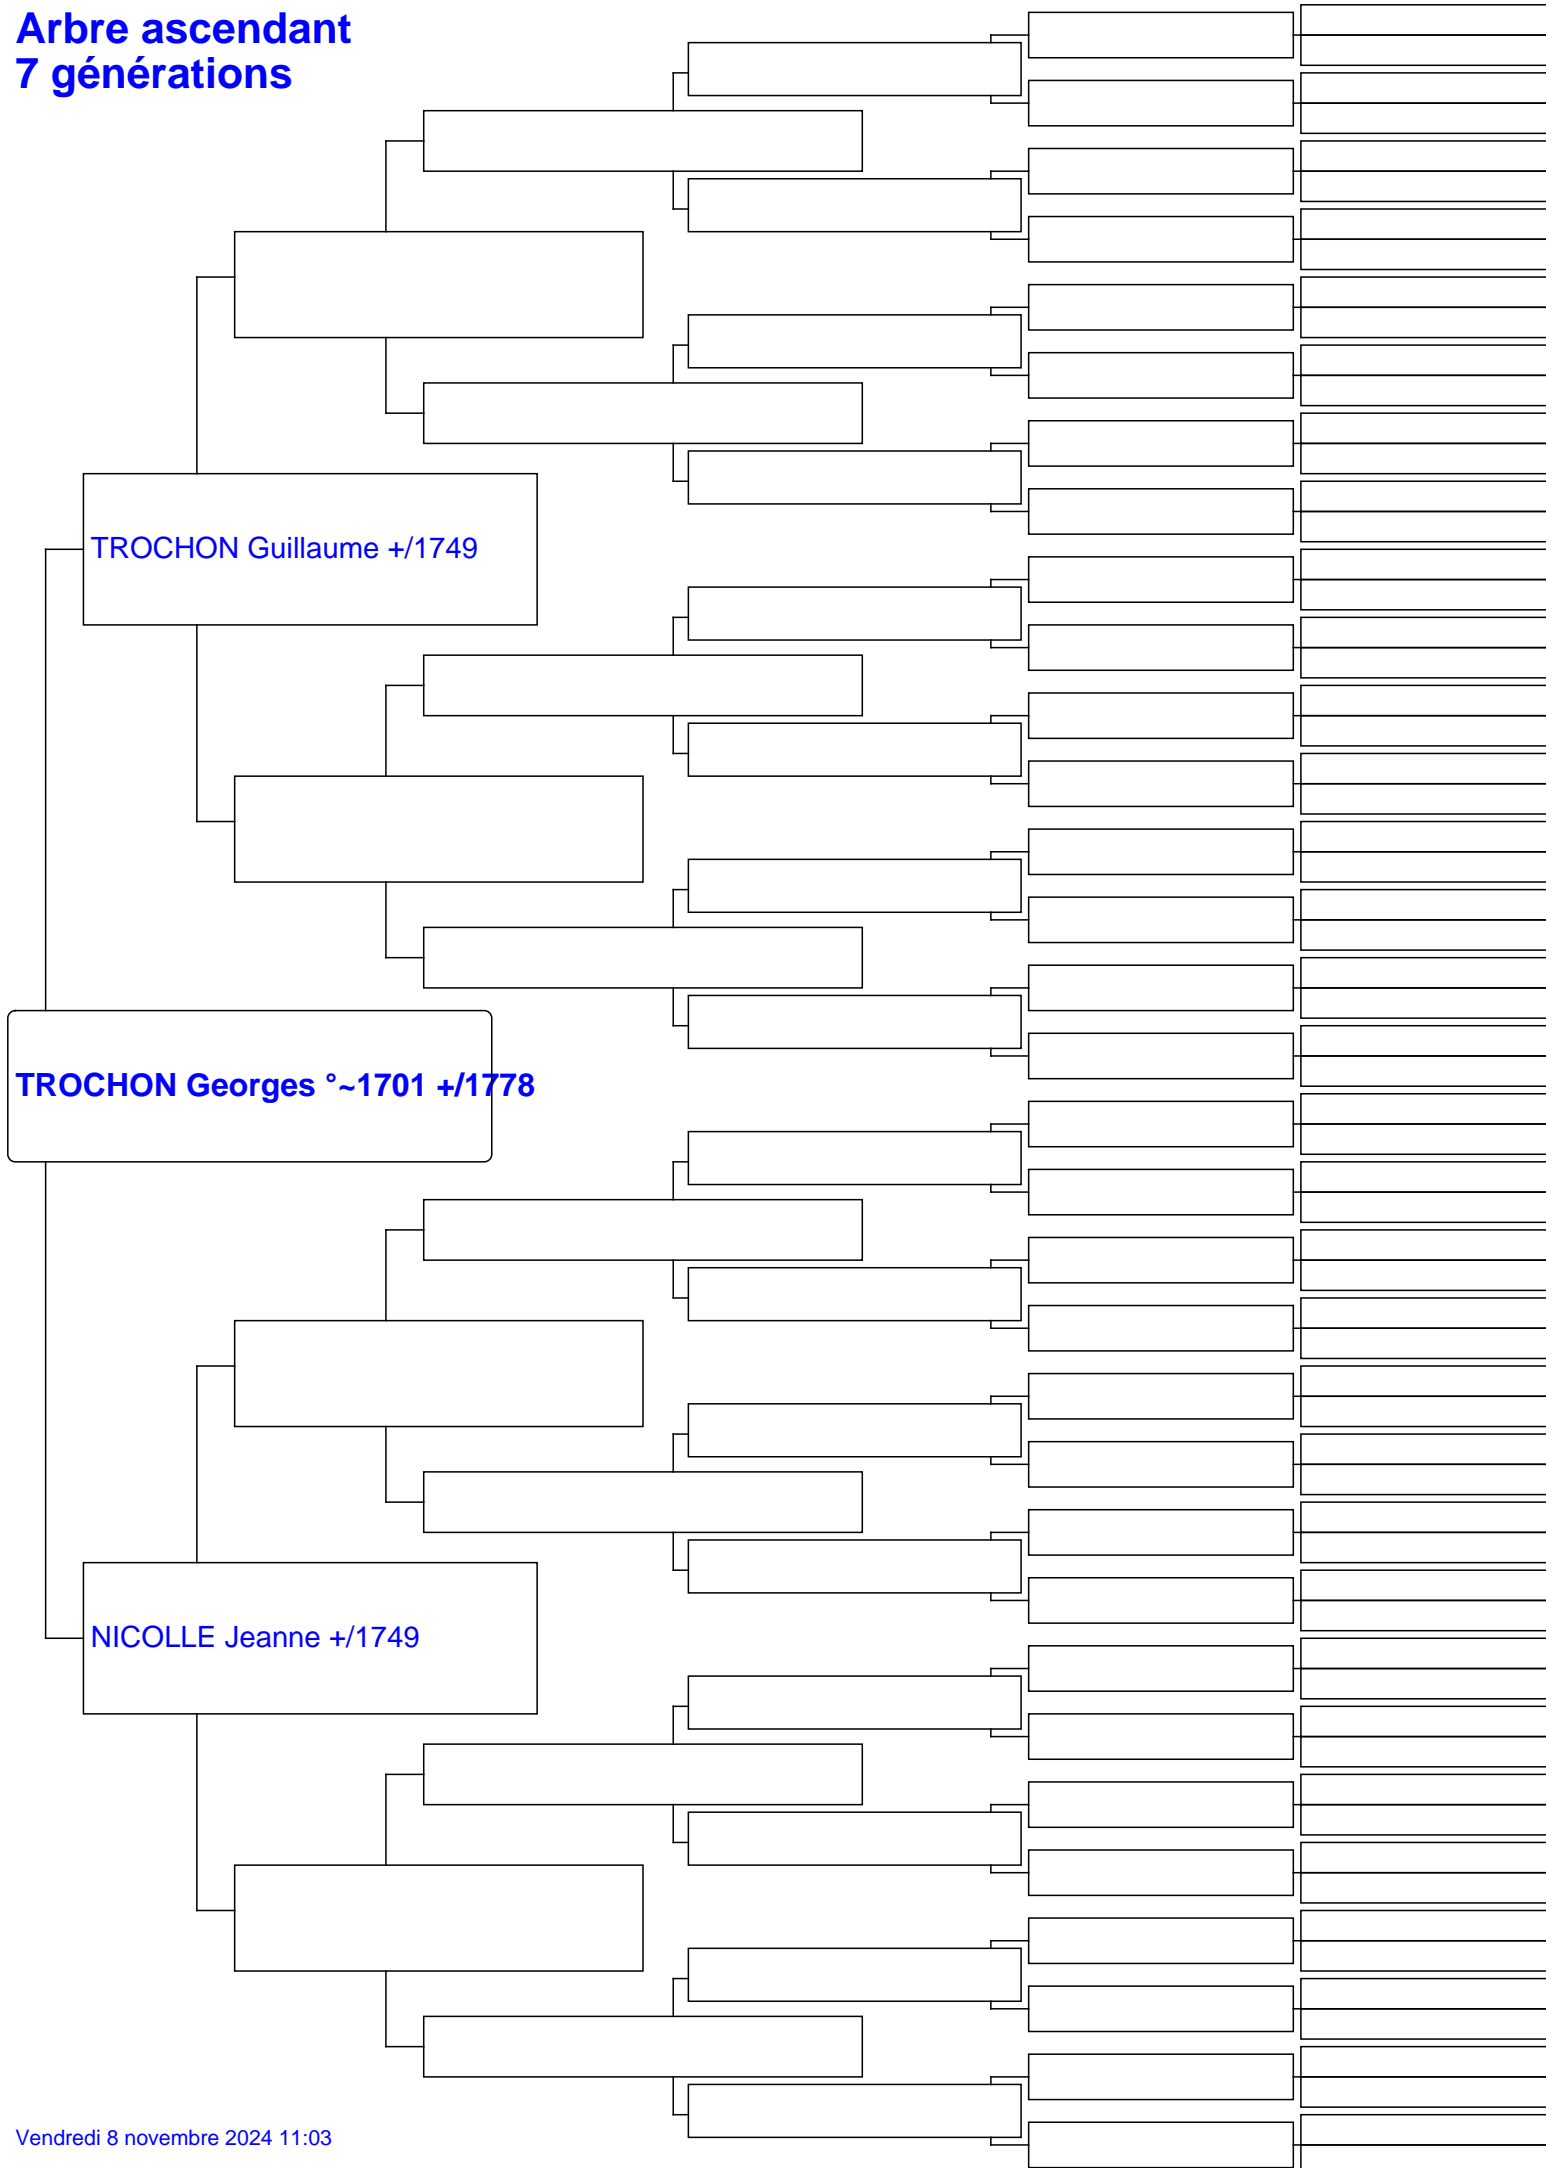 Arbre ascendant
7 générations
TROCHON Guillaume +/1749
TROCHON Georges °~1701 +/1778
NICOLLE Jeanne +/1749
Vendredi 8 novembre 2024 11:03